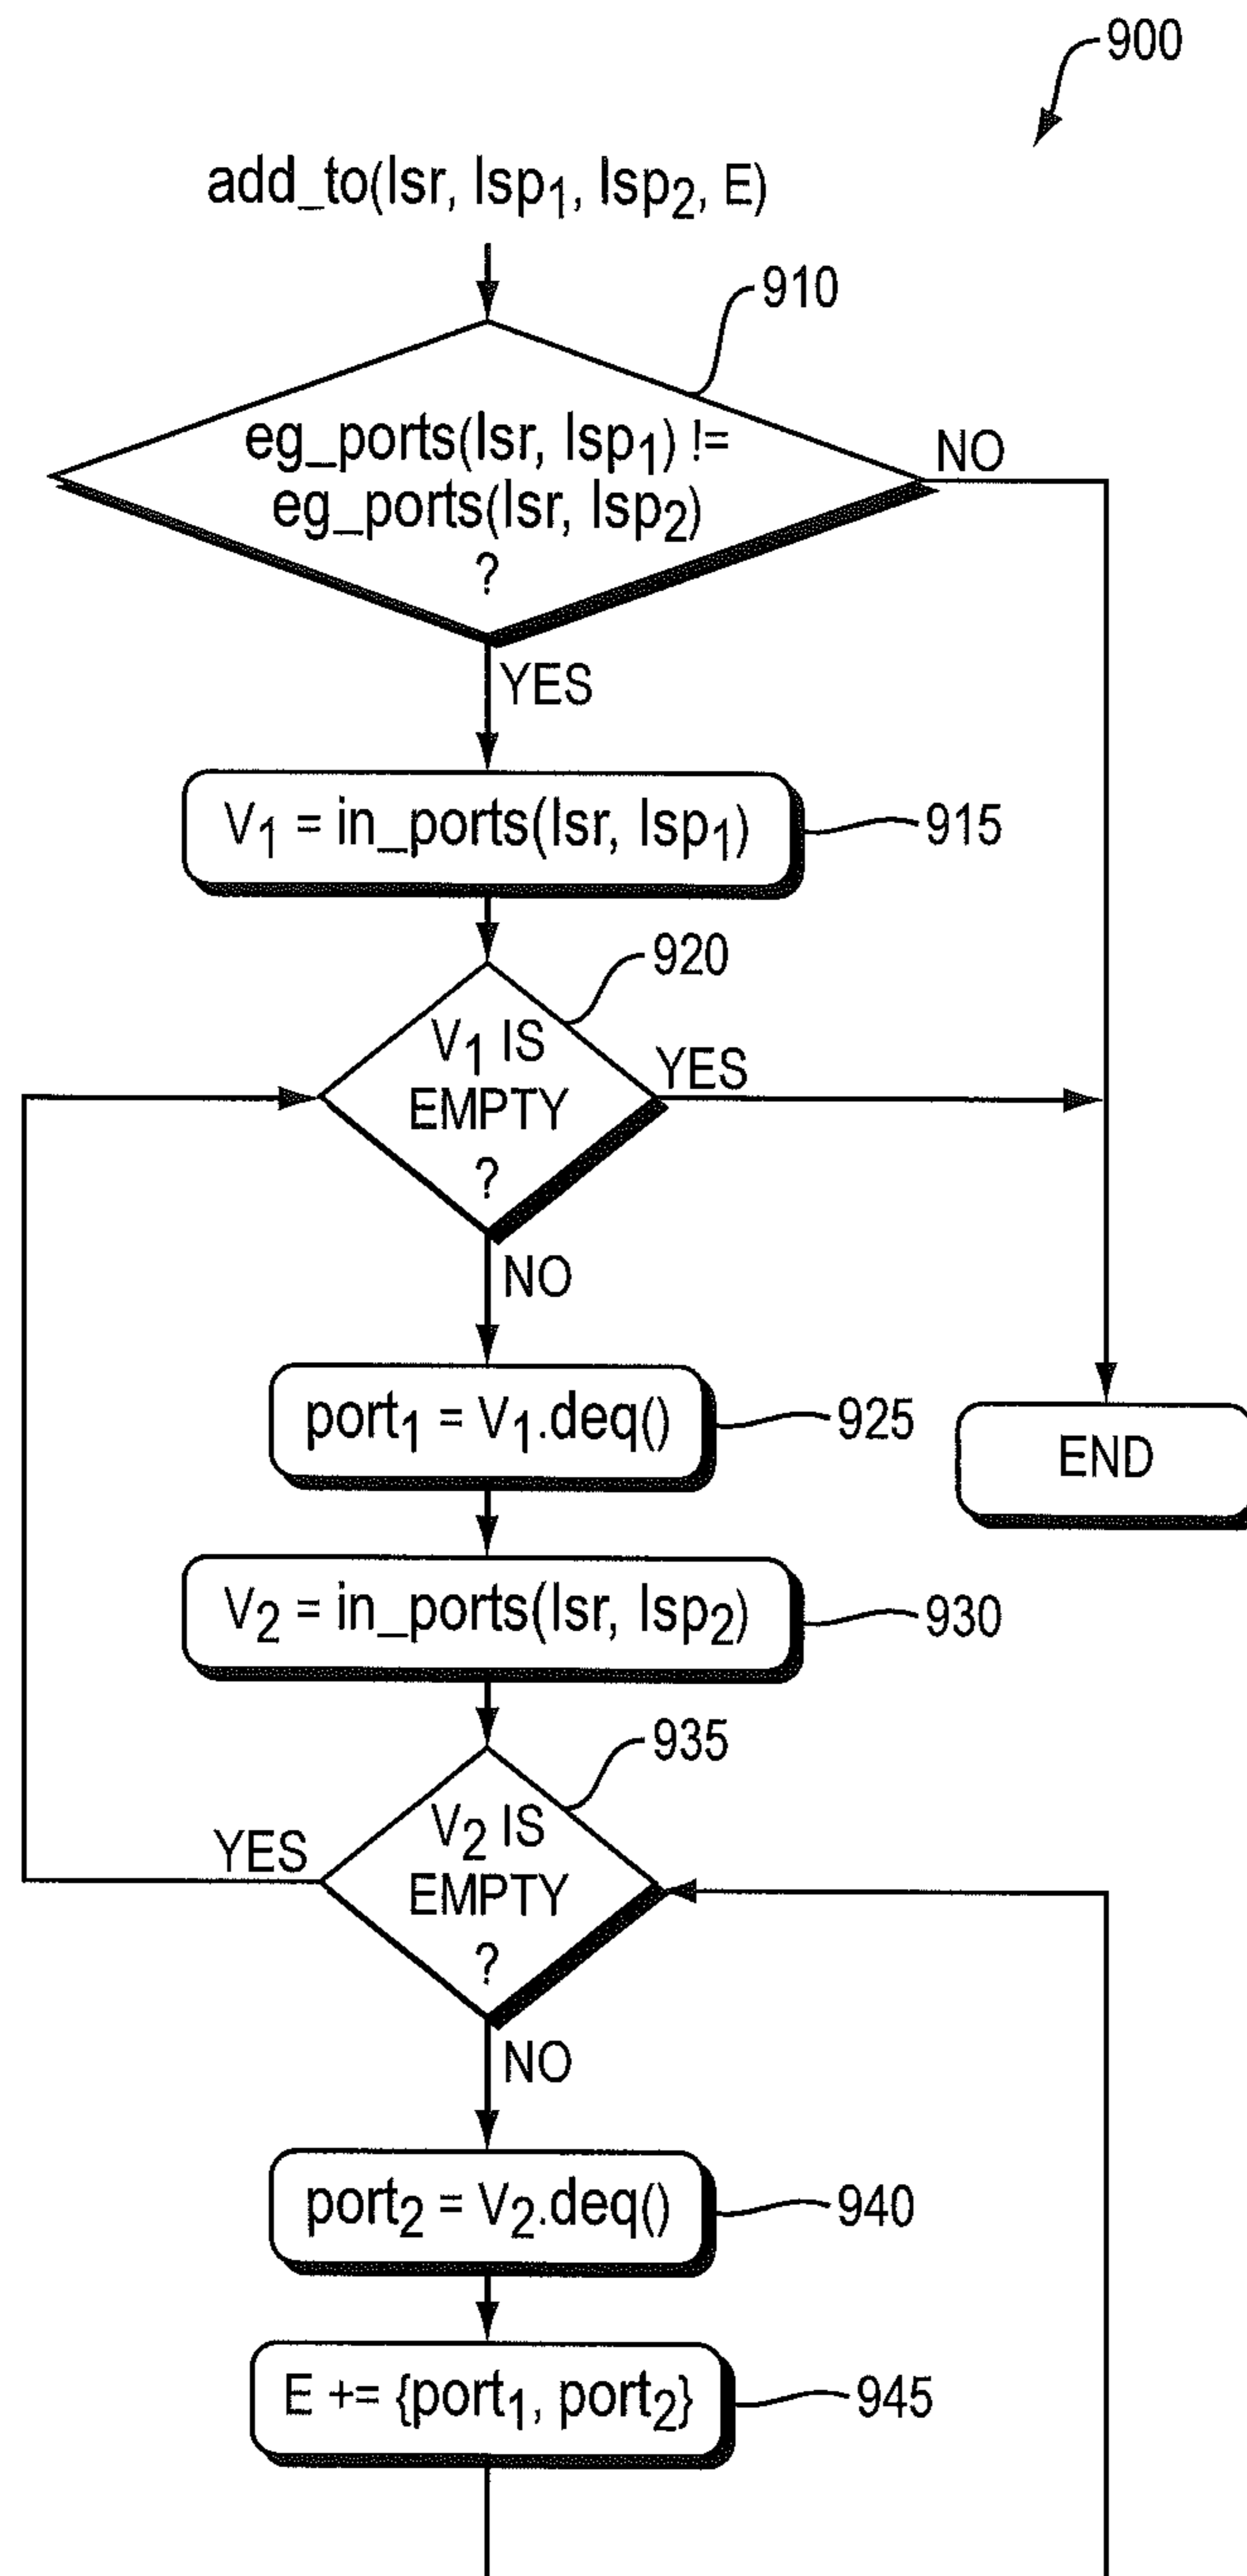 900
add_to(lsr, lsp1, lsp2, E)
910
eg_ports(lsr, lsp1) !=
eg_ports(lsr, lsp2)
?
NO
YES
V1 = in_ports(lsr, lsp1)
915
920
V1 IS
EMPTY
?
YES
NO
port1 = V1.deq()
925
END
V2 = in_ports(lsr, lsp2)
930
935
V2 IS
EMPTY
?
YES
NO
port2 = V2.deq()
940
E += {port1, port2}
945